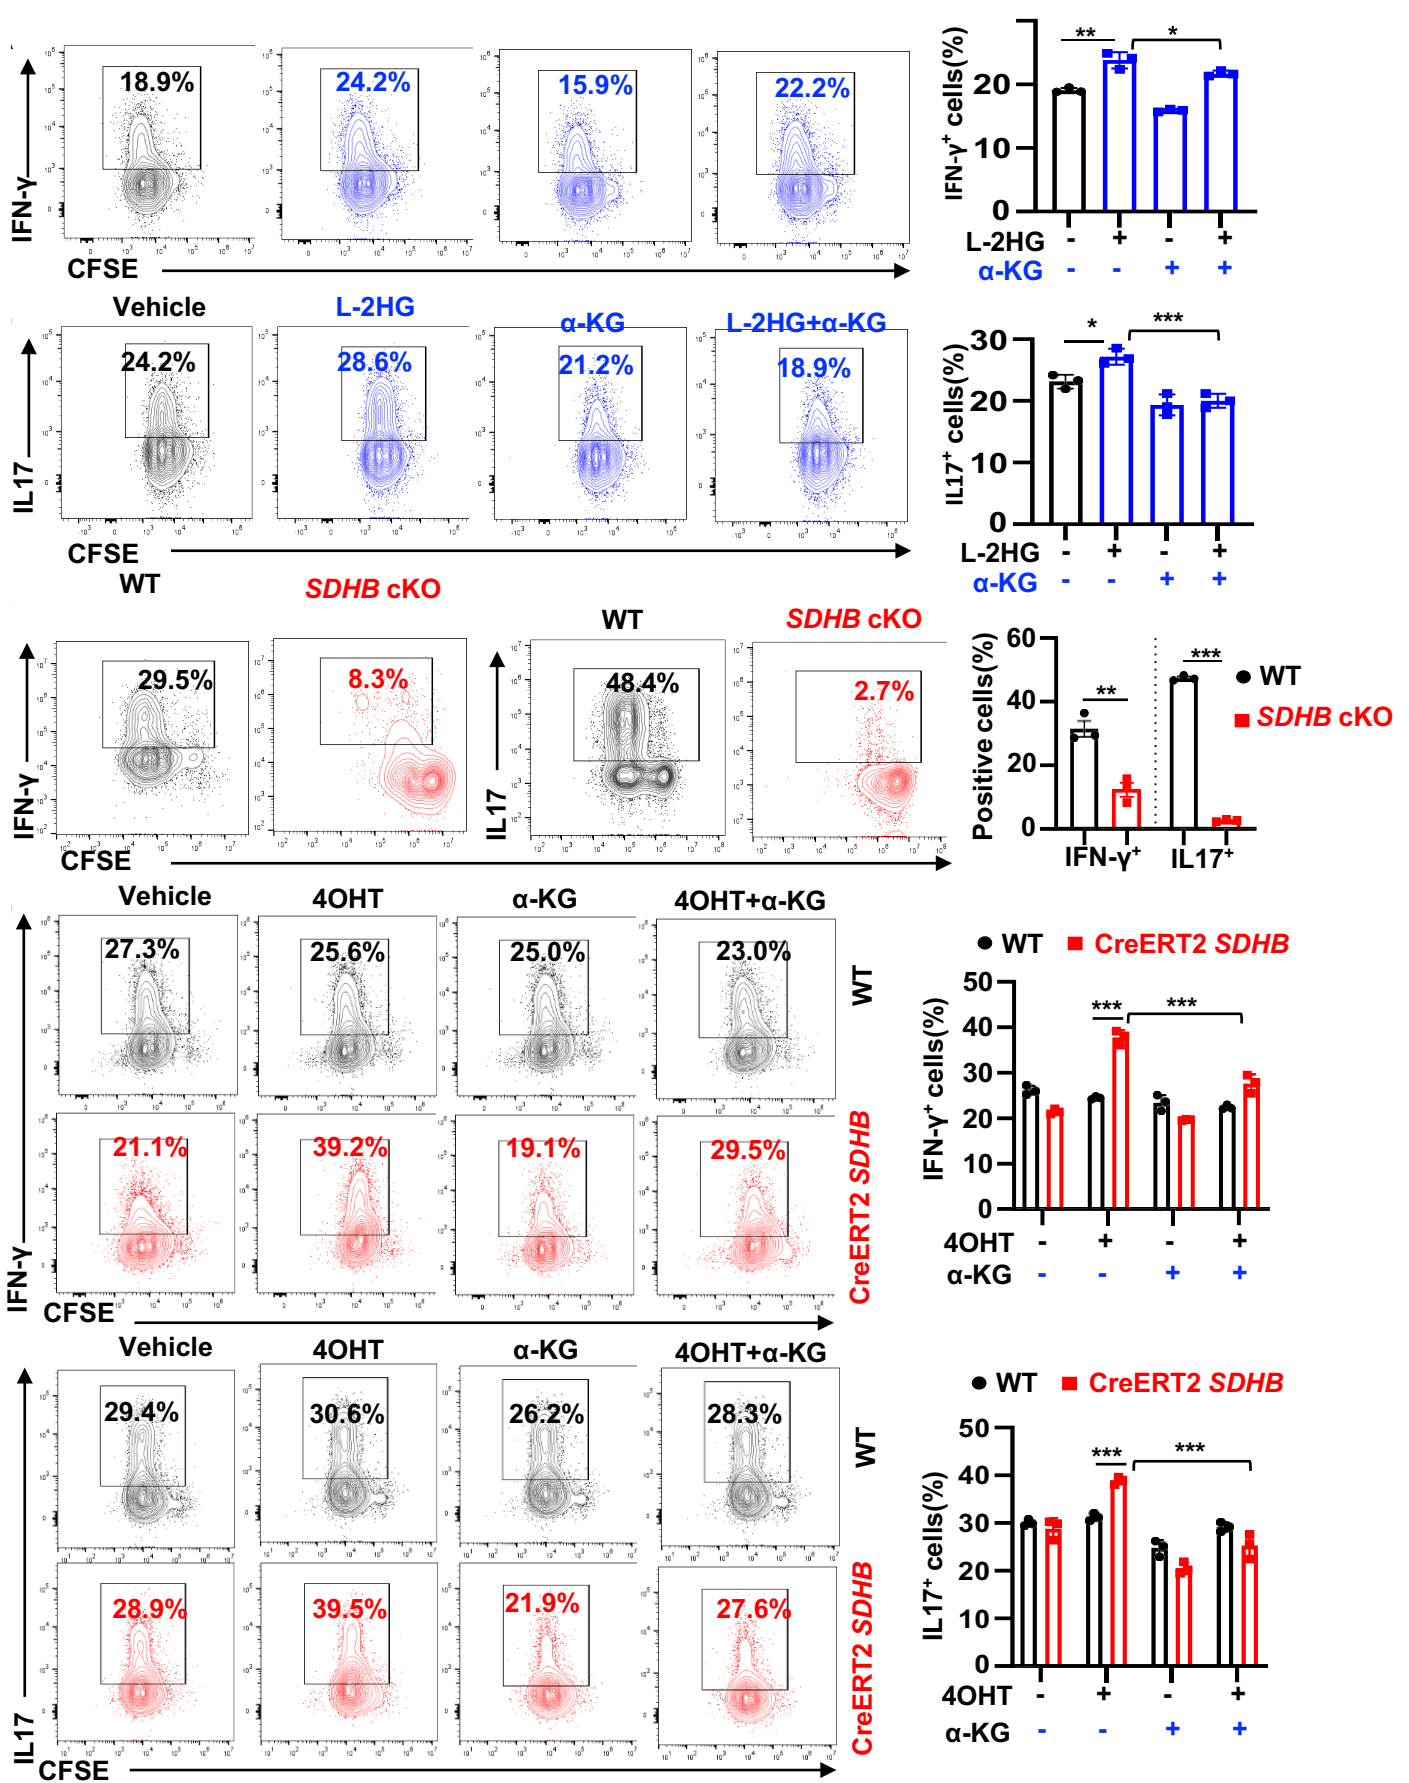 18.9%
24.2%
15.9%
22.2%
IFN-γ
CFSE
** *
IFN-γ⁺ cells(%)
20
10
0
L-2HG - + - +
α-KG - - + +
Vehicle
L-2HG
α-KG
L-2HG+α-KG
24.2%
28.6%
21.2%
18.9%
IL17
CFSE
* ***
IL17⁺ cells(%)
30
20
10
0
L-2HG - + - +
α-KG - - + +
WT
SDHB cKO
WT
SDHB cKO
29.5%
8.3%
48.4%
2.7%
IFN-γ
IL17
CFSE
Positive cells(%)
60
40
20
0
** ***
WT
SDHB cKO
IFN-γ⁺ IL17⁺
Vehicle
4OHT
α-KG
4OHT+α-KG
27.3%
25.6%
25.0%
23.0%
WT
21.1%
39.2%
19.1%
29.5%
CreERT2 SDHB
IFN-γ
CFSE
WT CreERT2 SDHB
IFN-γ⁺ cells(%)
50
40
30
20
10
0
*** ***
4OHT - + - +
α-KG - - + +
Vehicle
4OHT
α-KG
4OHT+α-KG
29.4%
30.6%
26.2%
28.3%
WT
28.9%
39.5%
21.9%
27.6%
CreERT2 SDHB
IL17
CFSE
WT CreERT2 SDHB
IL17⁺ cells(%)
50
40
30
20
10
0
*** ***
4OHT - + - +
α-KG - - + +